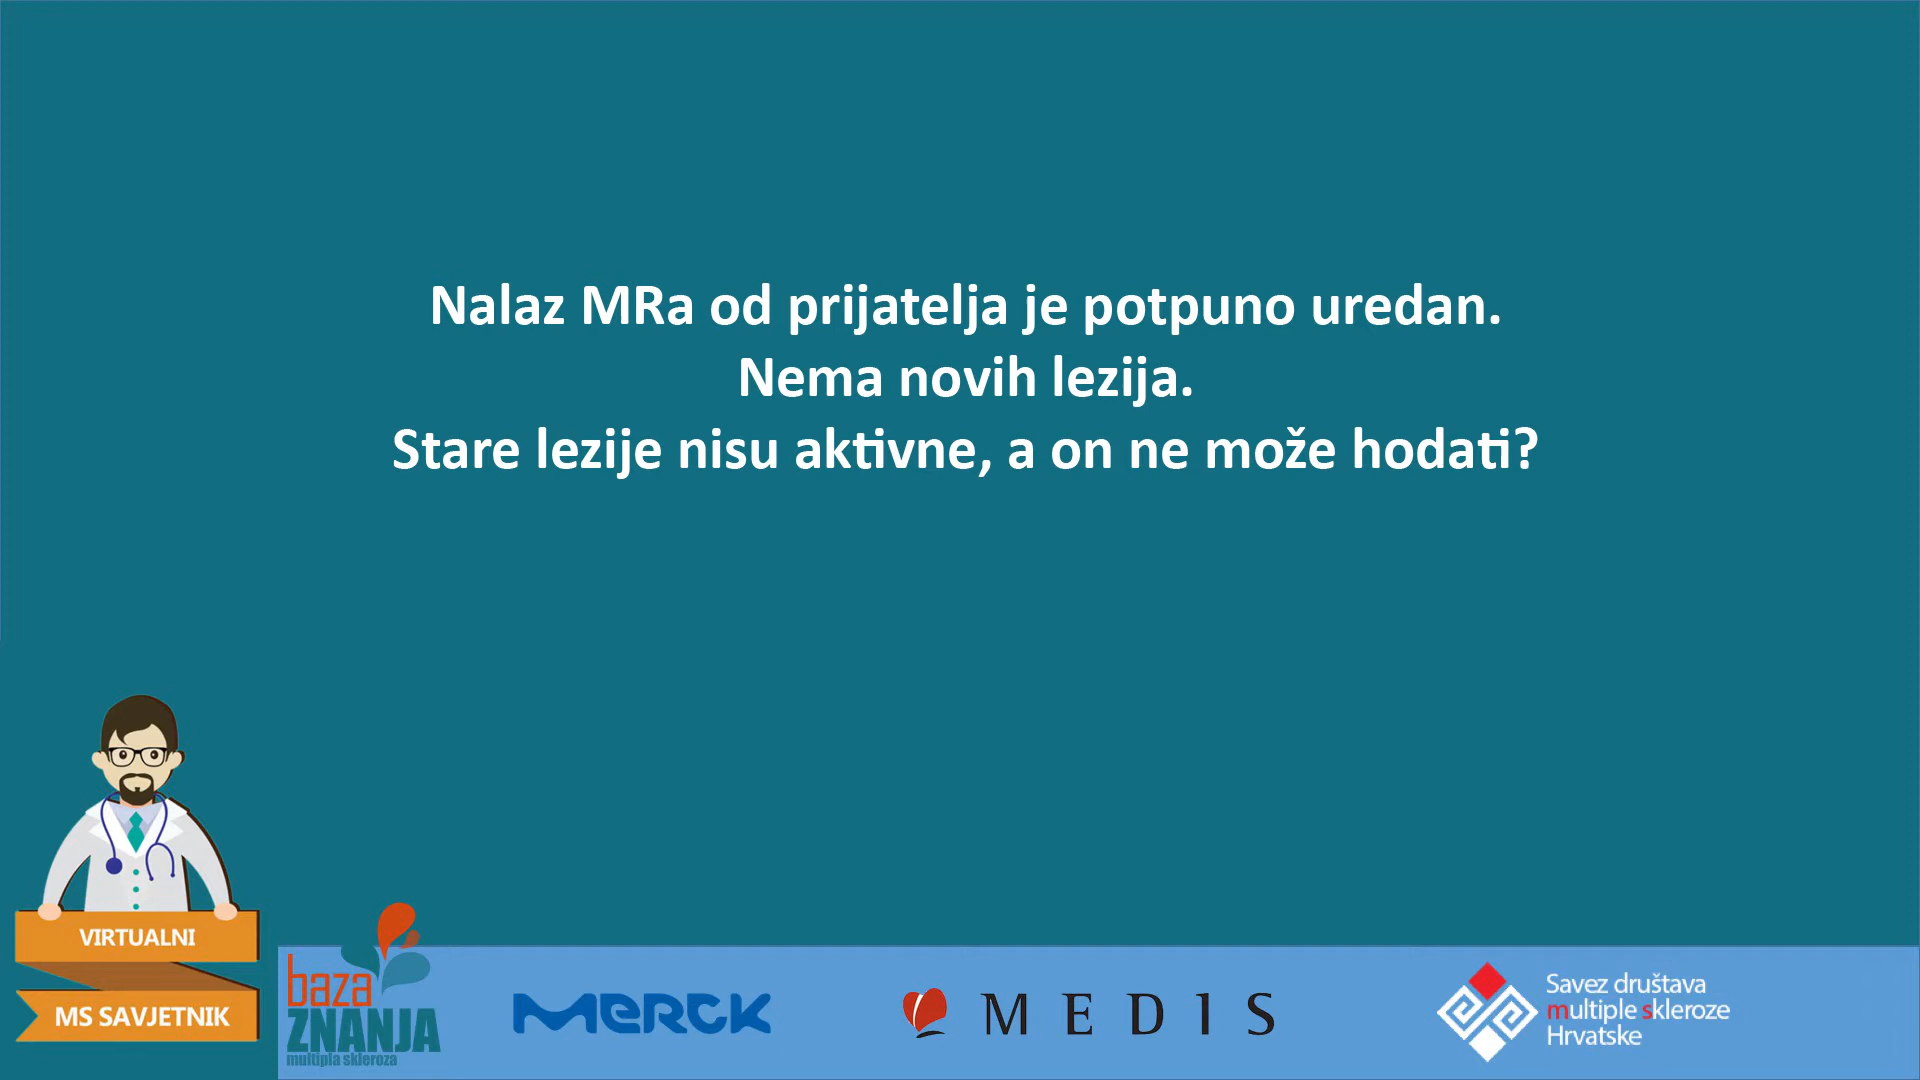 Nalaz MRa od prijatelja je potpuno uredan.
Nema novih lezija.
Stare lezije nisu aktivne, a on ne može hodati?
VIRTUALNI
MS SAVJETNIK
baza
ZNANJA
multipla skleroza
MERCK
MEDIS
Savez društava
multiple skleroze
Hrvatske